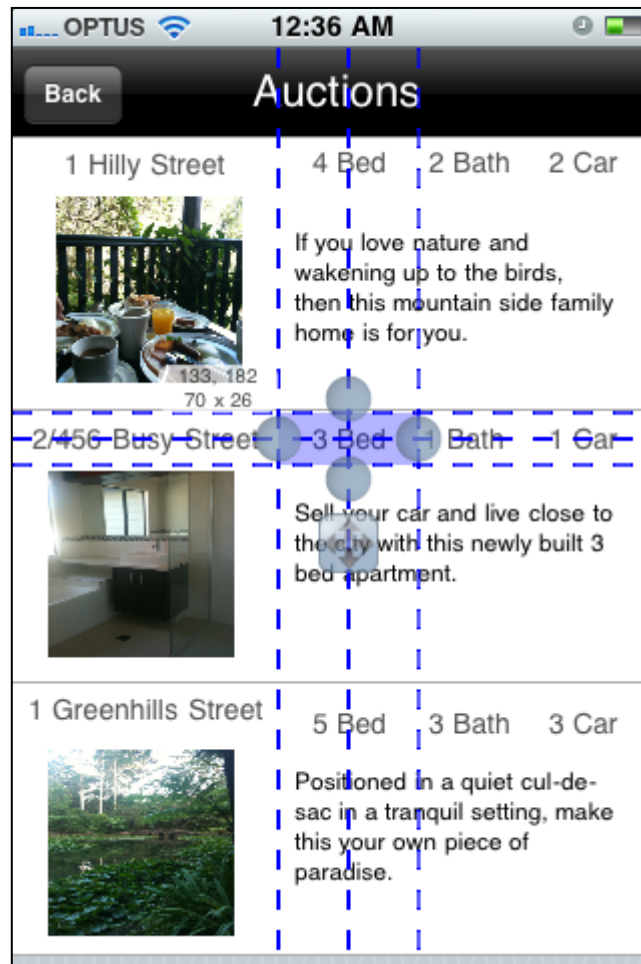 OPTUS 12:36 AM
Back Auctions
1 Hilly Street 4 Bed 2 Bath 2 Car
If you love nature and
wakening up to the birds,
then this mountain side family
home is for you.
133, 182
70 x 26
2/456 Busy Street 3 Bed 1 Bath 1 Car
Sell your car and live close to
the city with this newly built 3
bed apartment.
1 Greenhills Street 5 Bed 3 Bath 3 Car
Positioned in a quiet cul-de-
sac in a tranquil setting, make
this your own piece of
paradise.